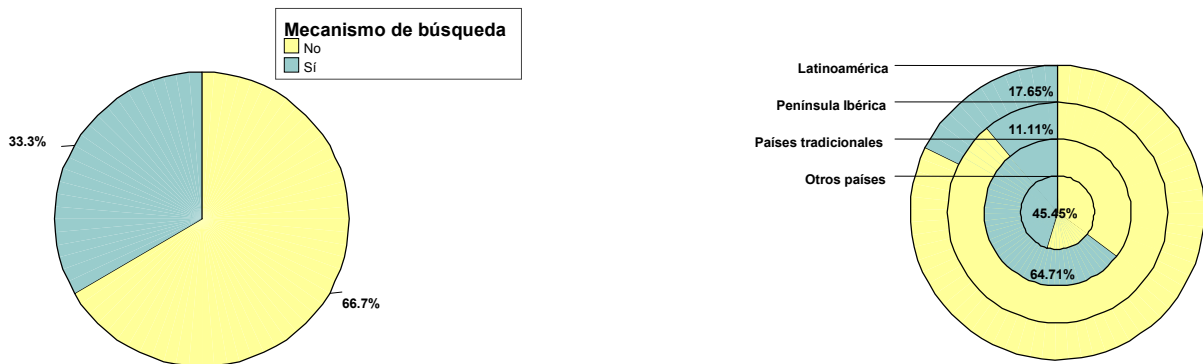 Mecanismo de búsqueda
No
Sí
33.3%
66.7%
Latinoamérica
17.65%
Península Ibérica
11.11%
Países tradicionales
Otros países
45.45%
64.71%